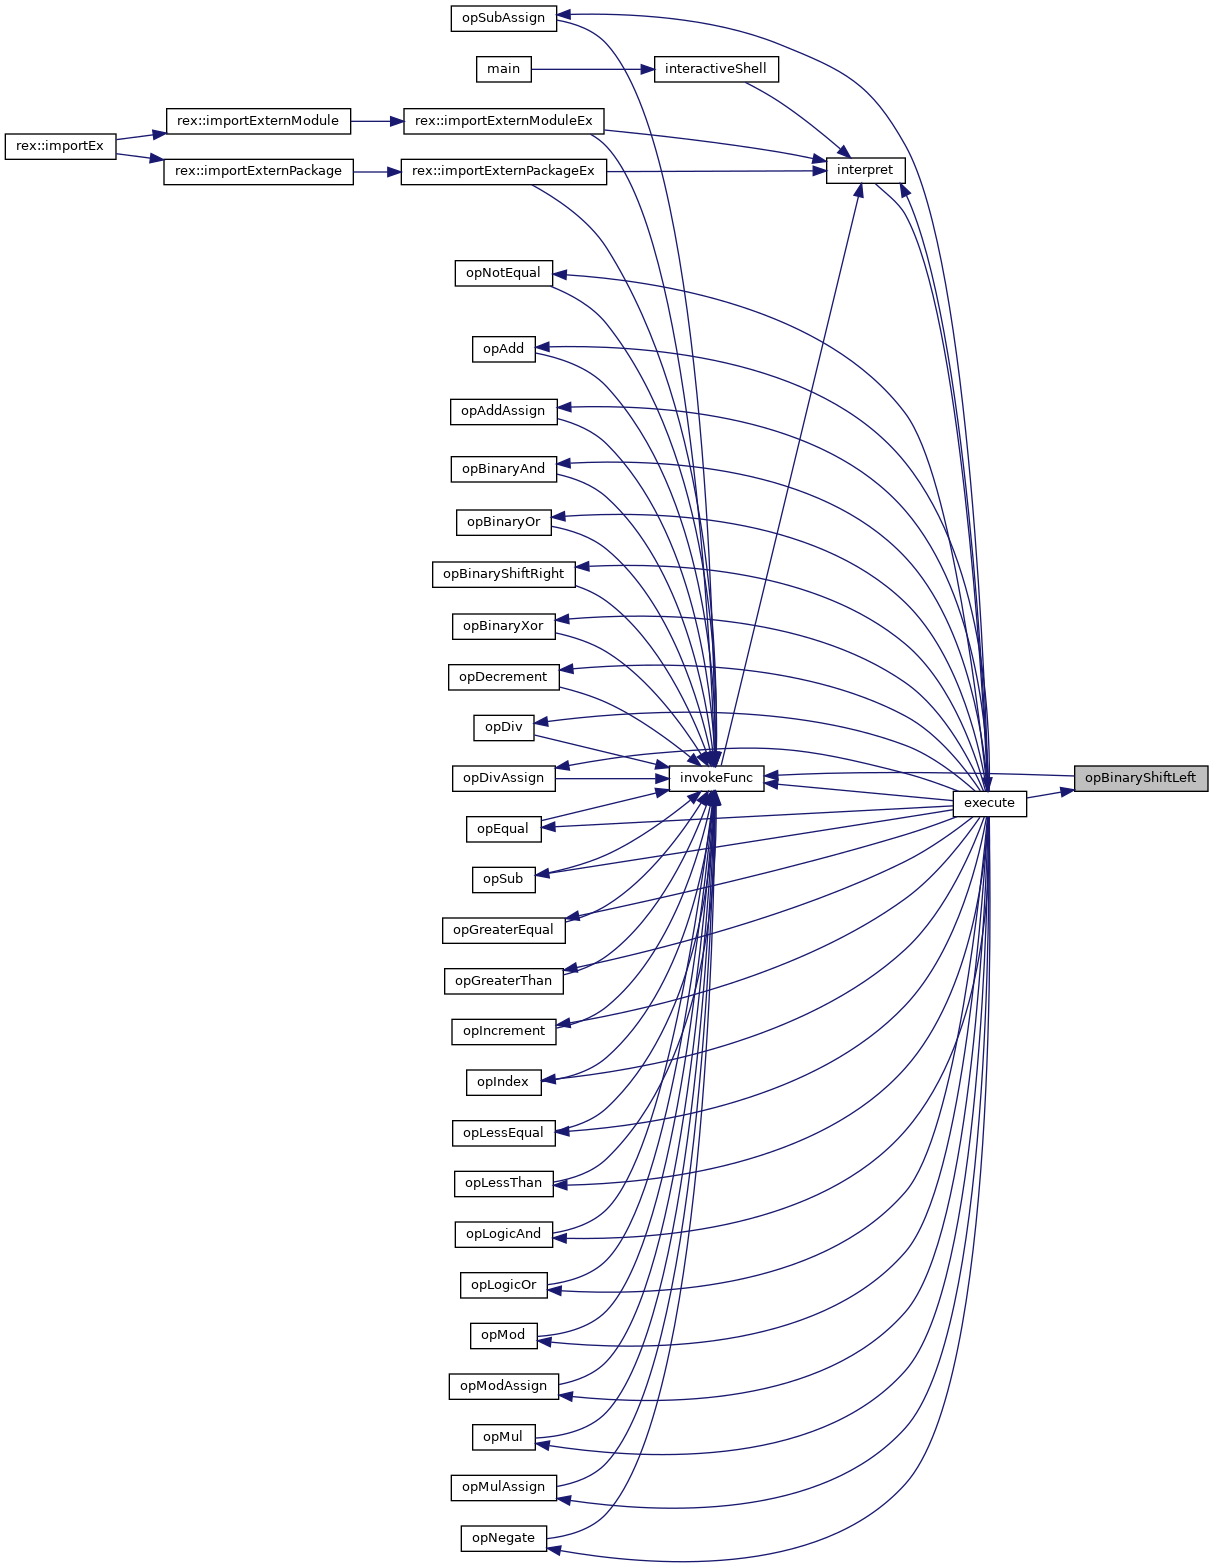 opSubAssign
main
interactiveShell
rex::importExternModule
rex::importExternModuleEx
rex::importEx
rex::importExternPackage
rex::importExternPackageEx
interpret
opNotEqual
opAdd
opAddAssign
opBinaryAnd
opBinaryOr
opBinaryShiftRight
opBinaryXor
opDecrement
opDiv
opDivAssign
invokeFunc
opBinaryShiftLeft
execute
opEqual
opSub
opGreaterEqual
opGreaterThan
opIncrement
opIndex
opLessEqual
opLessThan
opLogicAnd
opLogicOr
opMod
opModAssign
opMul
opMulAssign
opNegate